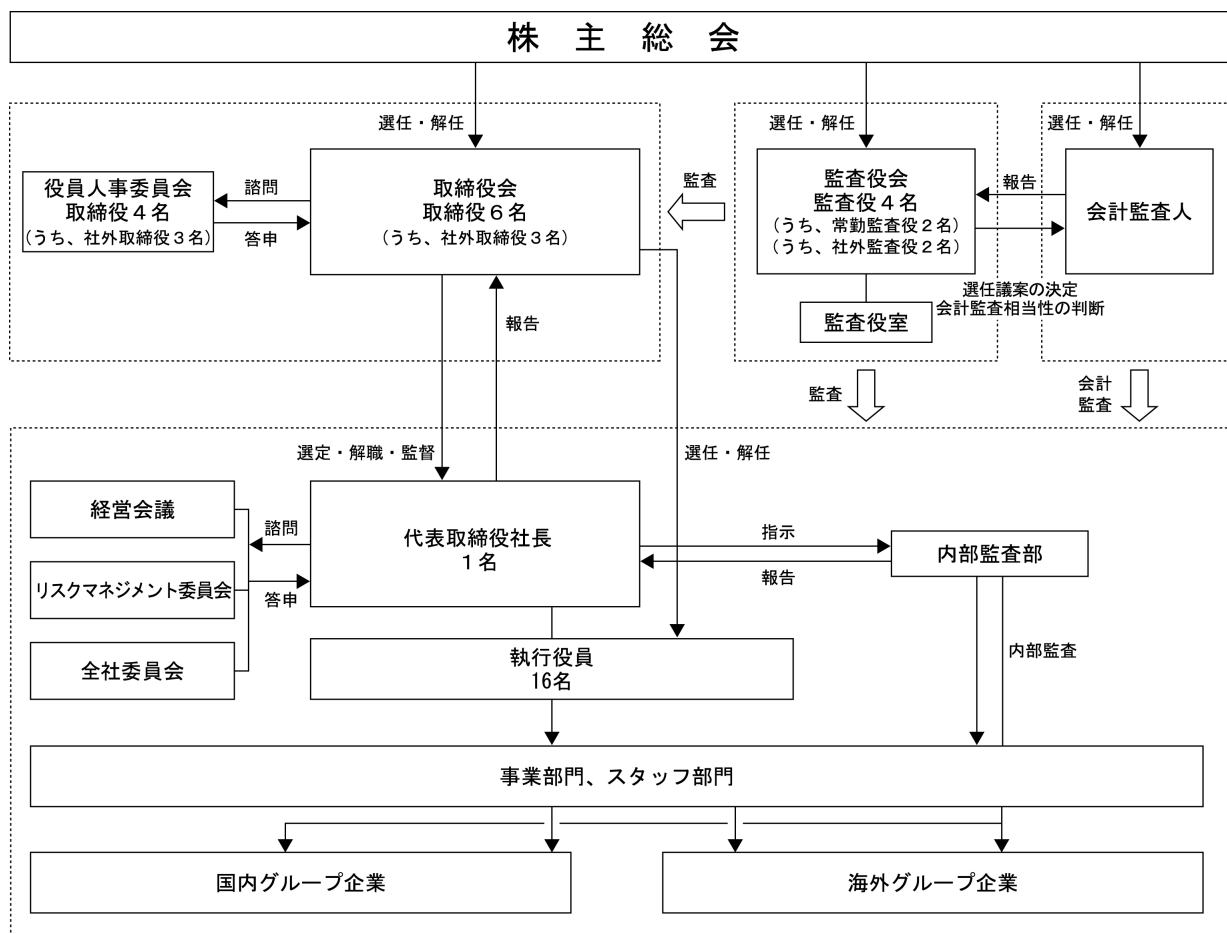 株主総会
選任・解任
選任・解任
選任・解任
役員人事委員会
取締役４名
（うち、社外取締役３名）
諮問
答申
取締役会
取締役６名
（うち、社外取締役３名）
監査
監査役会
監査役４名
（うち、常勤監査役２名）
（うち、社外監査役２名）
報告
会計監査人
選任議案の決定
会計監査相当性の判断
監査役室
報告
監査
会計
監査
選定・解職・監督
選任・解任
経営会議
リスクマネジメント委員会
全社委員会
諮問
答申
代表取締役社長
１名
指示
報告
内部監査部
執行役員
16名
内部監査
事業部門、スタッフ部門
国内グループ企業
海外グループ企業